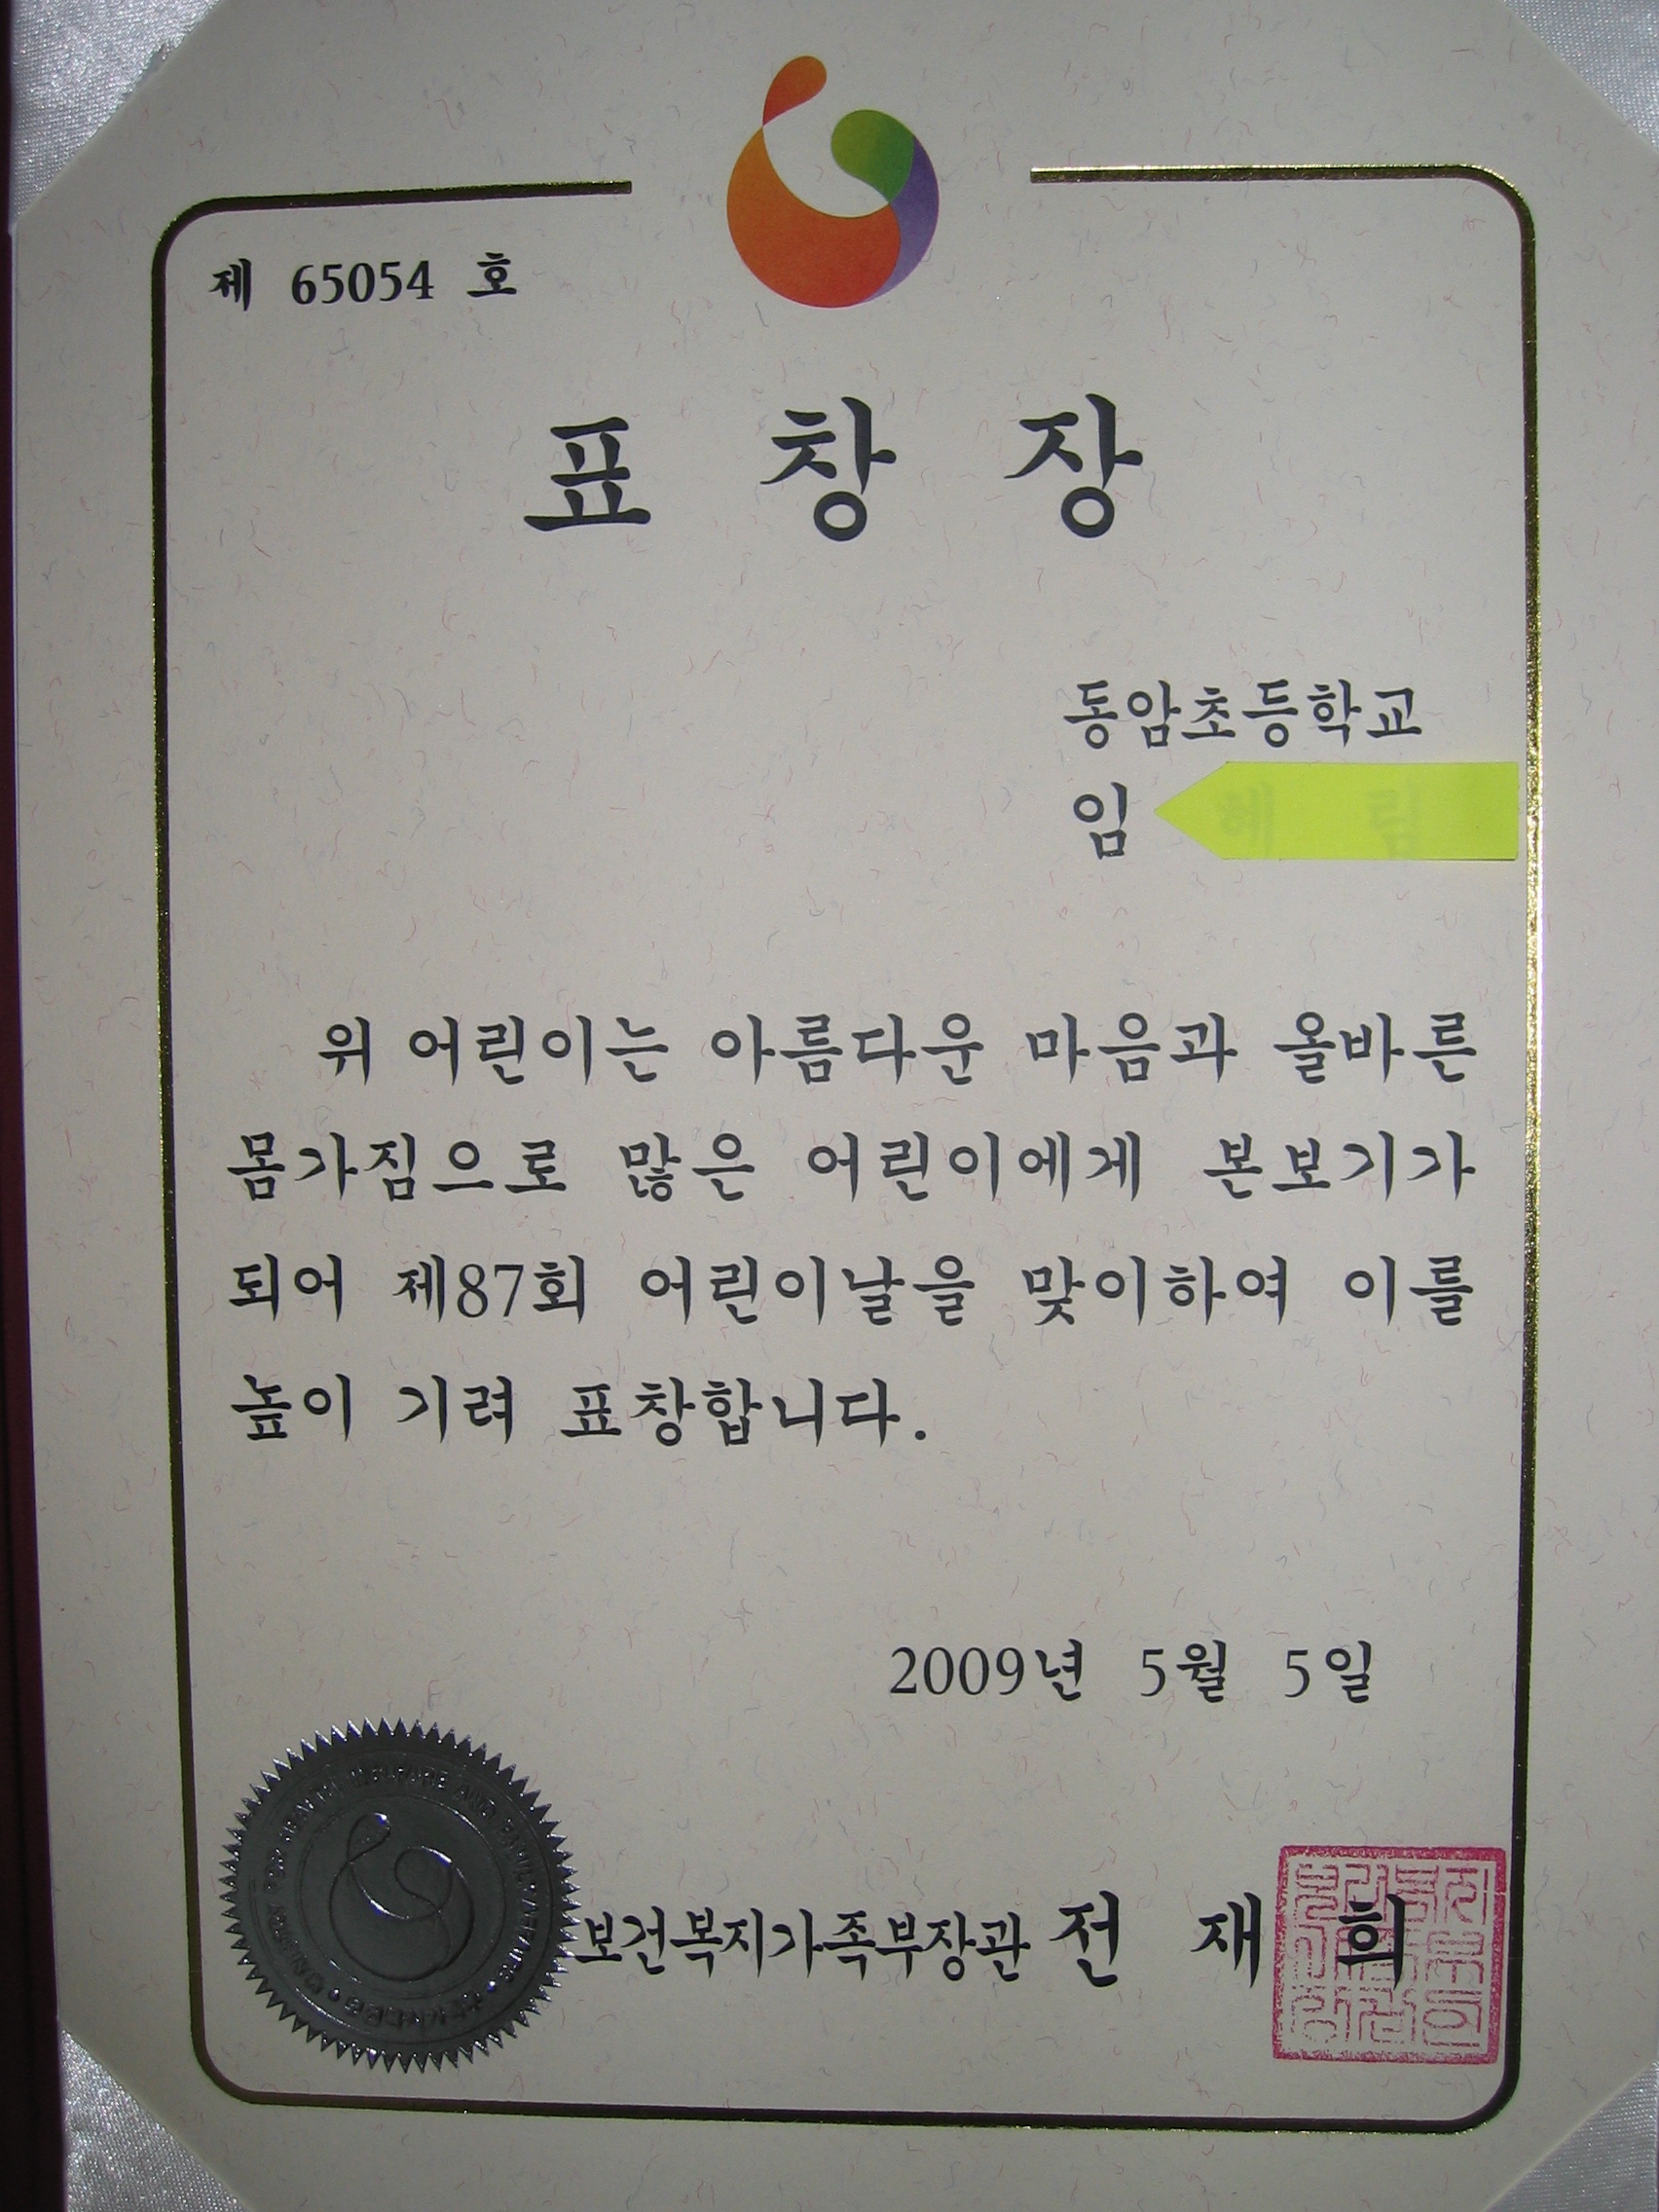 제 65054 호
표 창 장
동암초등학교
임
위 어린이는 아름다운 마음과 올바른
몸가짐으로 많은 어린이에게 본보기가
되어 제87회 어린이날을 맞이하여 이를
높이 기려 표창합니다.
2009년 5월 5일
보건복지가족부장관 전 재 희